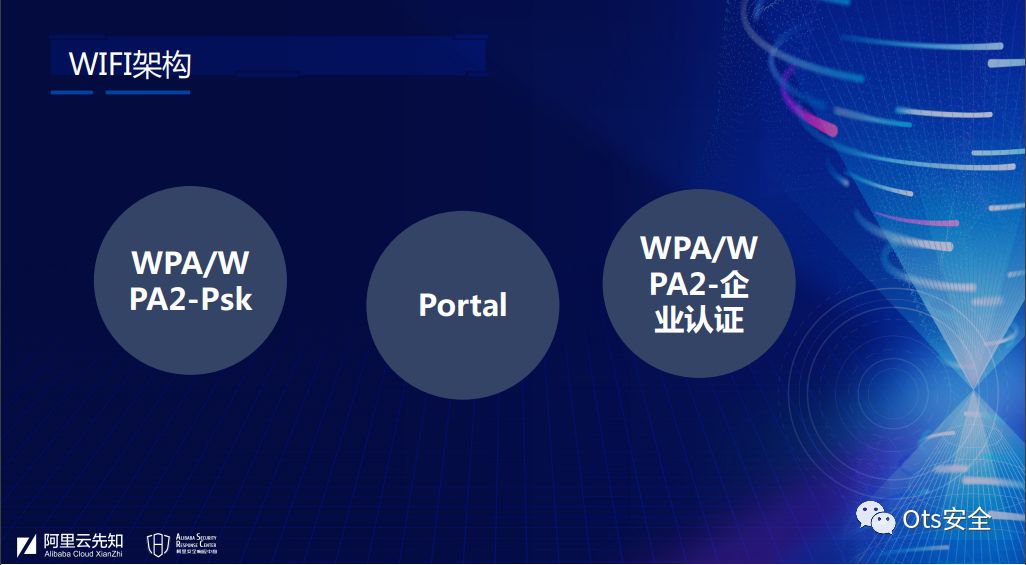 WIFI架构
WPA/W
PA2-Psk
Portal
WPA/W
PA2-企
业认证
阿里云先知
Alibaba Cloud XianZhi
ALIBABA SECURITY
RESPONSE CENTER
阿里安全响应中心
Ots安全